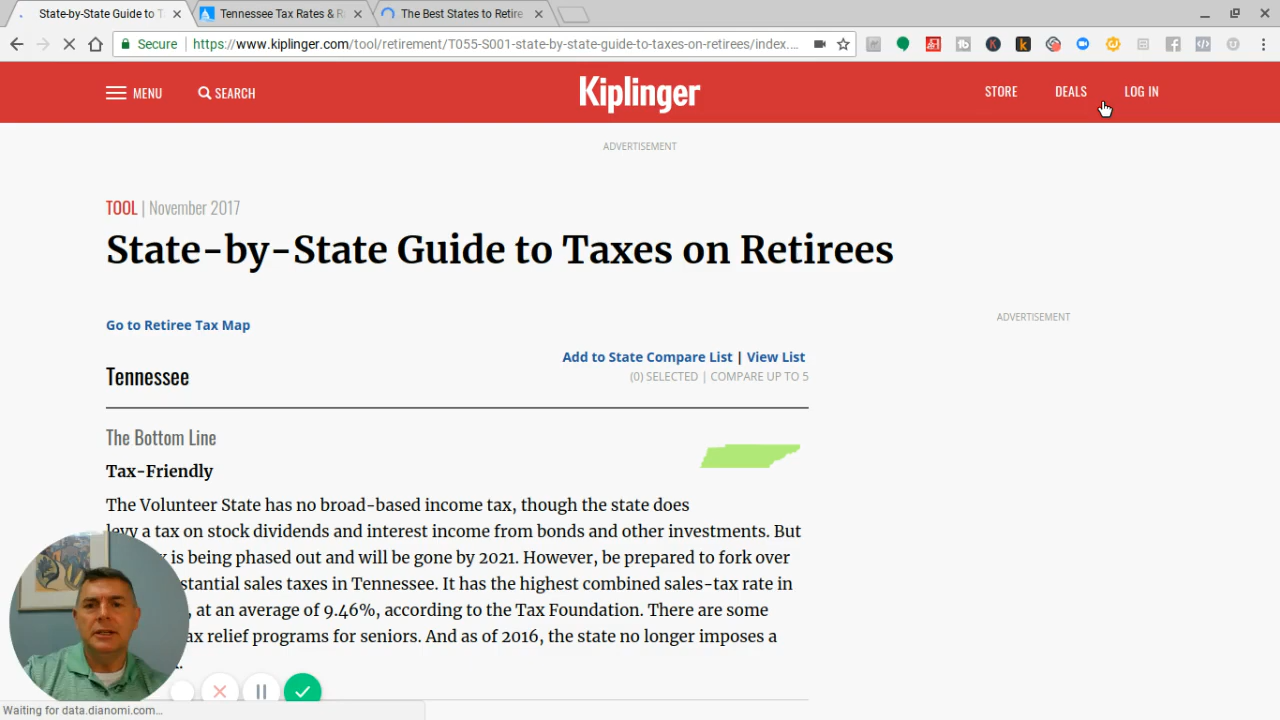 State-by-State Guide to T
Tennessee Tax Rates & R
The Best States to Retire
Secure
https://www.kiplinger.com/tool/retirement/T055-S001-state-by-state-guide-to-taxes-on-retirees/index....
MENU
SEARCH
Kiplinger
STORE
DEALS
LOG IN
ADVERTISEMENT
TOOL | November 2017
State-by-State Guide to Taxes on Retirees
ADVERTISEMENT
Go to Retiree Tax Map
Add to State Compare List | View List
Tennessee
(0) SELECTED | COMPARE UP TO 5
The Bottom Line
Tax-Friendly
The Volunteer State has no broad-based income tax, though the state does
levy a tax on stock dividends and interest income from bonds and other investments. But
is being phased out and will be gone by 2021. However, be prepared to fork over
sales taxes in Tennessee. It has the highest combined sales-tax rate in
, at an average of 9.46%, according to the Tax Foundation. There are some
relief programs for seniors. And as of 2016, the state no longer imposes a
Waiting for data.dianomi.com...